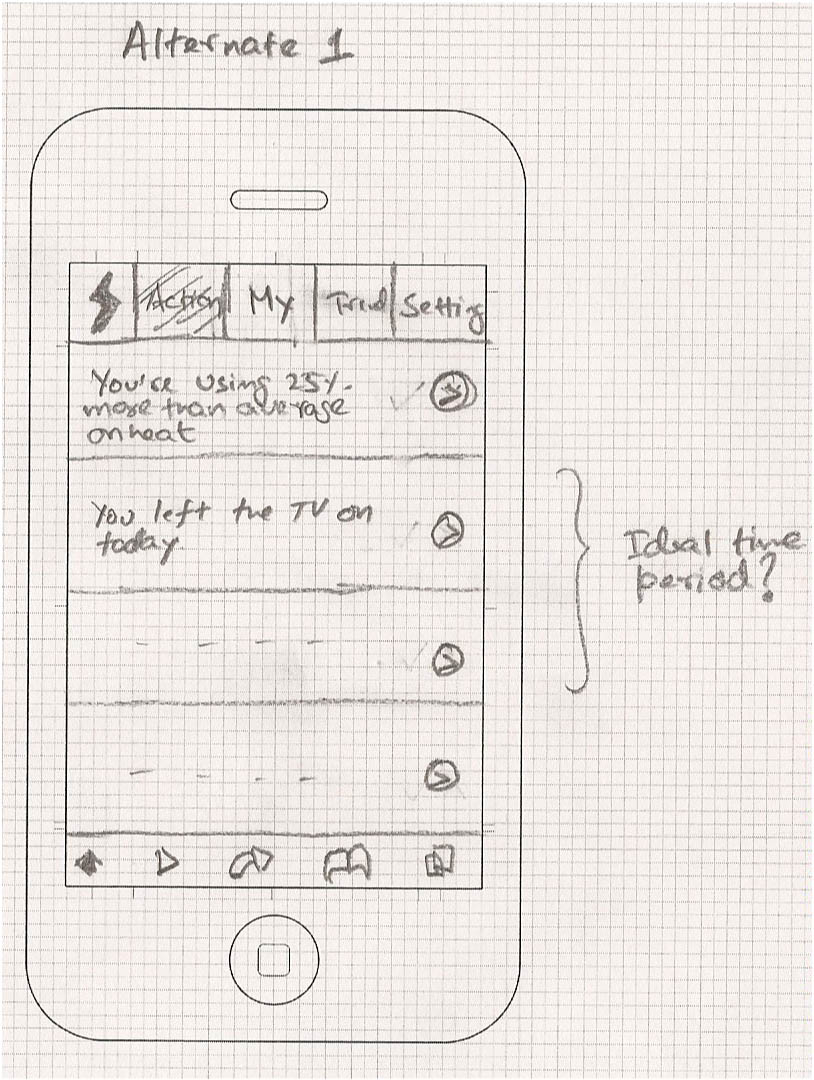 Alternate 1
Action My Tried Setting
You're using 25%
more than average
on heat
You left the TV on
today.
Ideal time
period?